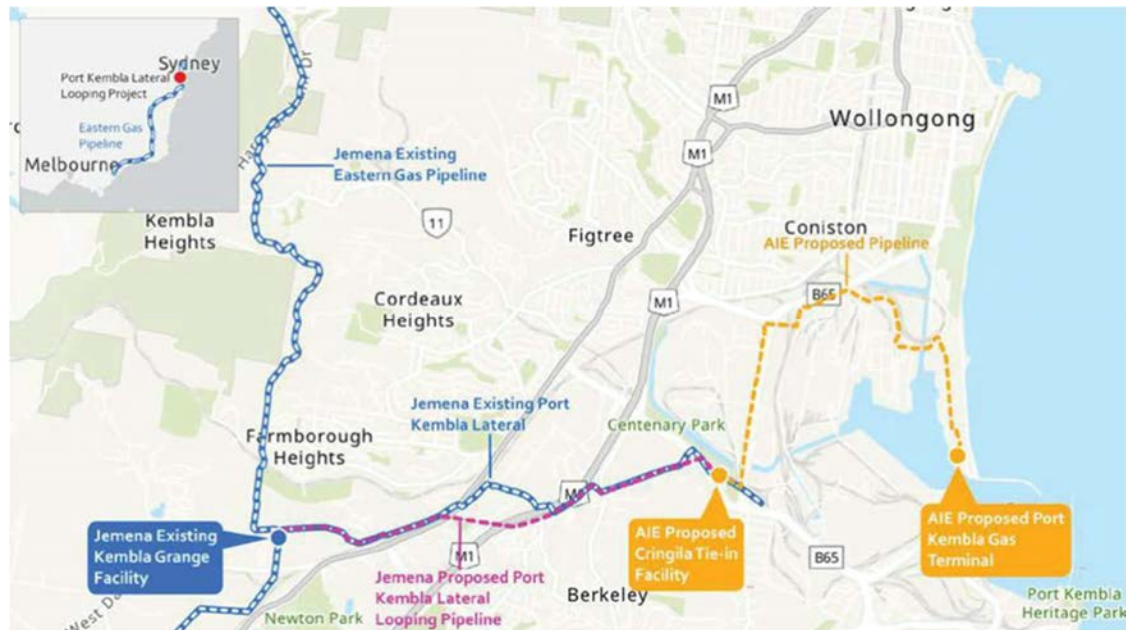 Sydney
Port Kembla Lateral
Looping Project
Eastern Gas
Pipeline
Melbourne
Dr
M1
Wollongong
M1
Jemena Existing
Eastern Gas Pipeline
Kembla
Heights
11
Figtree
Coniston
AIE Proposed Pipeline
B65
M1
Cordeaux
Heights
Jemena Existing Port
Kembla Lateral
Centenary Park
Farmborough
Heights
Jemena Existing
Kembla Grange
Facility
M1
AIE Proposed
Cringila Tie-in
Facility
AIE Proposed Port
Kembla Gas
Terminal
B65
Jemena Proposed Port
Kembla Lateral
Looping Pipeline
Berkeley
Newton Park
West Da
Port Kembla
Heritage Park